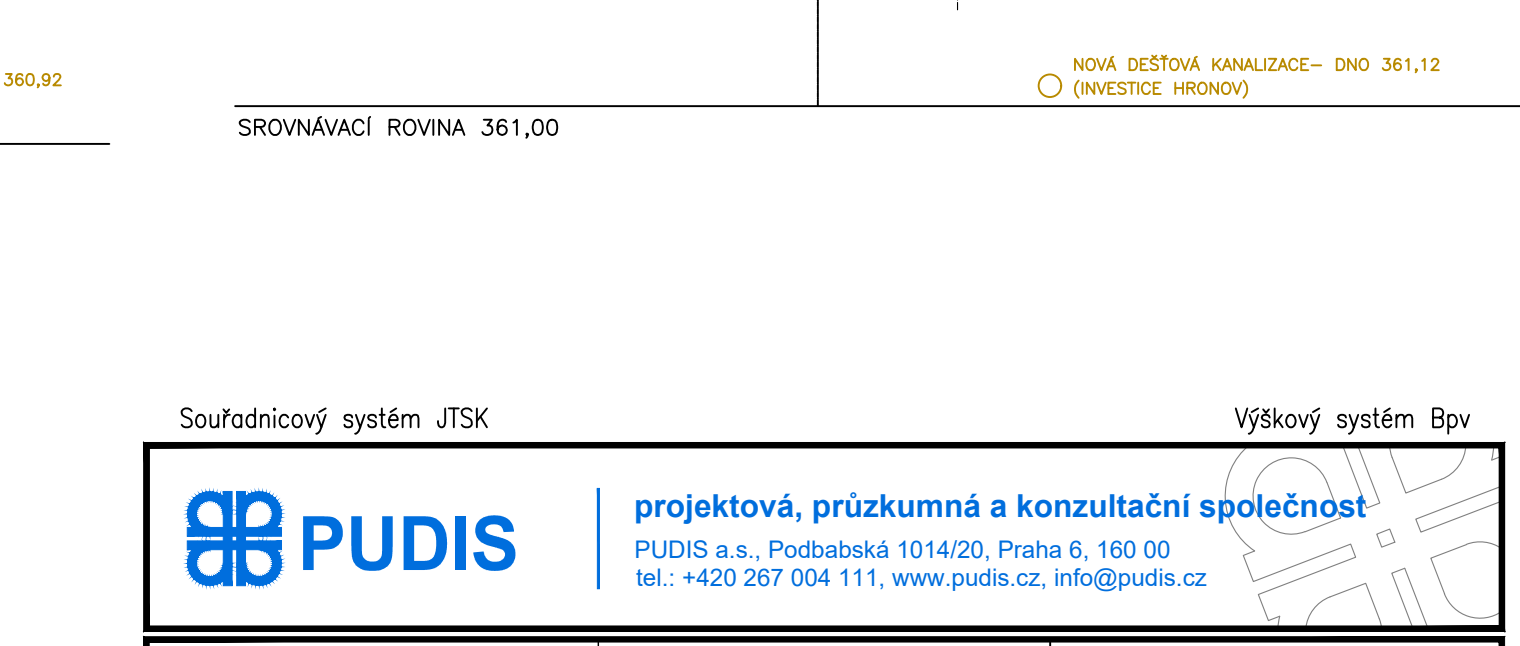 NOVÁ DEŠŤOVÁ KANALIZACE– DNO 361,12
(INVESTICE HRONOV)
360,92
SROVNÁVACÍ ROVINA 361,00
Souřadnicový systém JTSK
Výškový systém Bpv
PUDIS
projektová, průzkumná a konzultační společnost
PUDIS a.s., Podbabská 1014/20, Praha 6, 160 00
tel.: +420 267 004 111, www.pudis.cz, info@pudis.cz